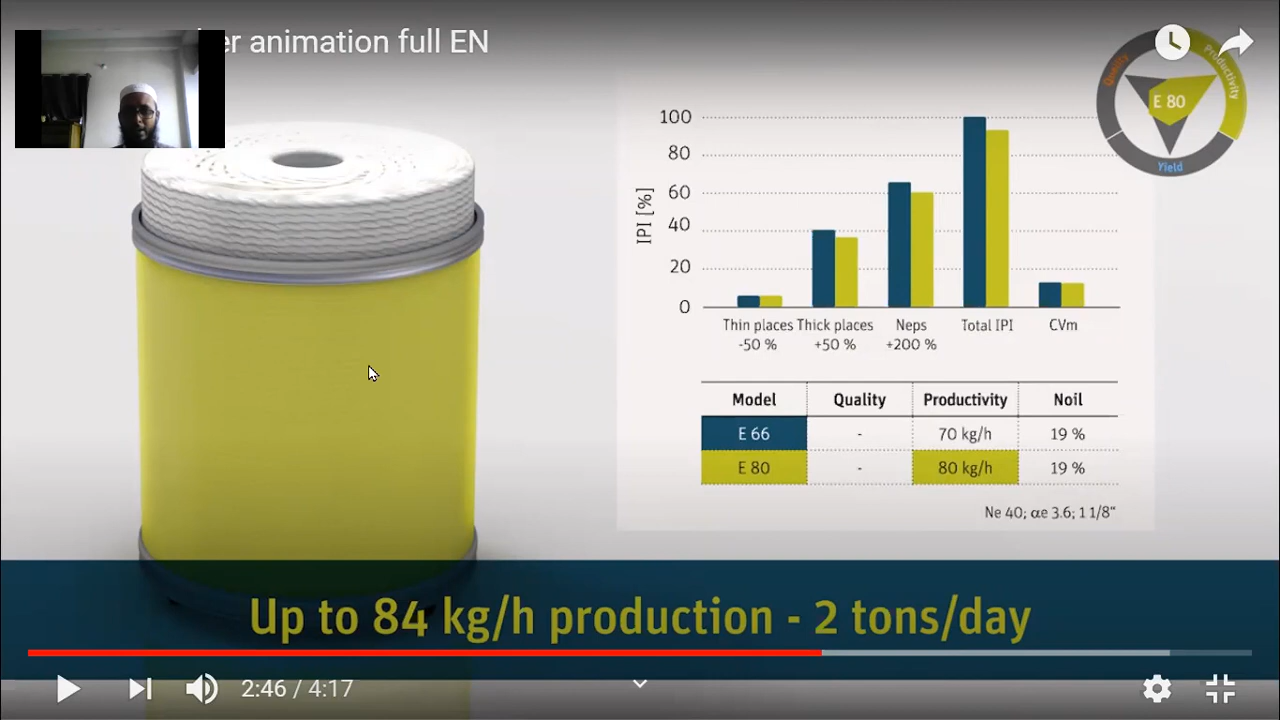 er animation full EN
Quality
Productivity
E 80
Yield
IPI [%]
100
80
60
40
20
0
Thin places Thick places Neps Total IPI CVm
-50 % +50 % +200 %
Model Quality Productivity Noil
E 66 - 70 kg/h 19 %
E 80 - 80 kg/h 19 %
Ne 40; αe 3.6; 1 1/8"
Up to 84 kg/h production - 2 tons/day
2:46 / 4:17